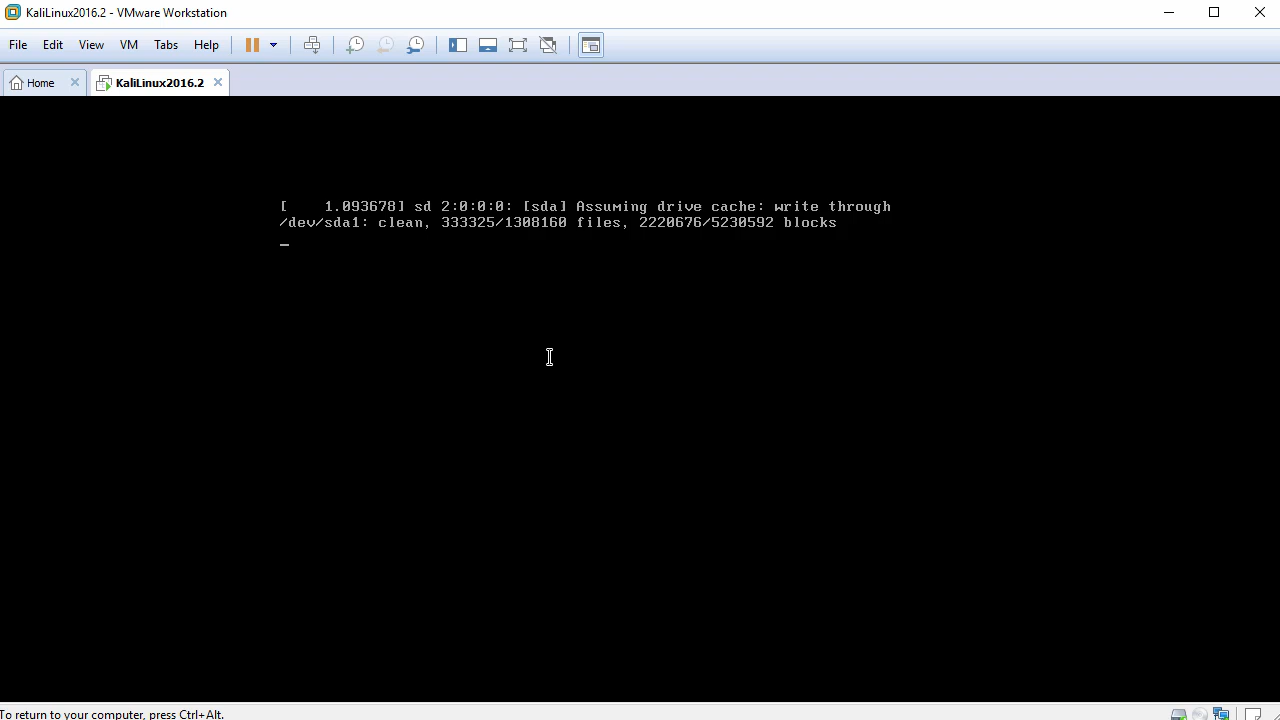 KaliLinux2016.2 - VMware Workstation
File Edit View VM Tabs Help
Home KaliLinux2016.2
[    1.093678] sd 2:0:0:0: [sda] Assuming drive cache: write through
/dev/sda1: clean, 333325/1308160 files, 2220676/5230592 blocks
_
To return to your computer, press Ctrl+Alt.